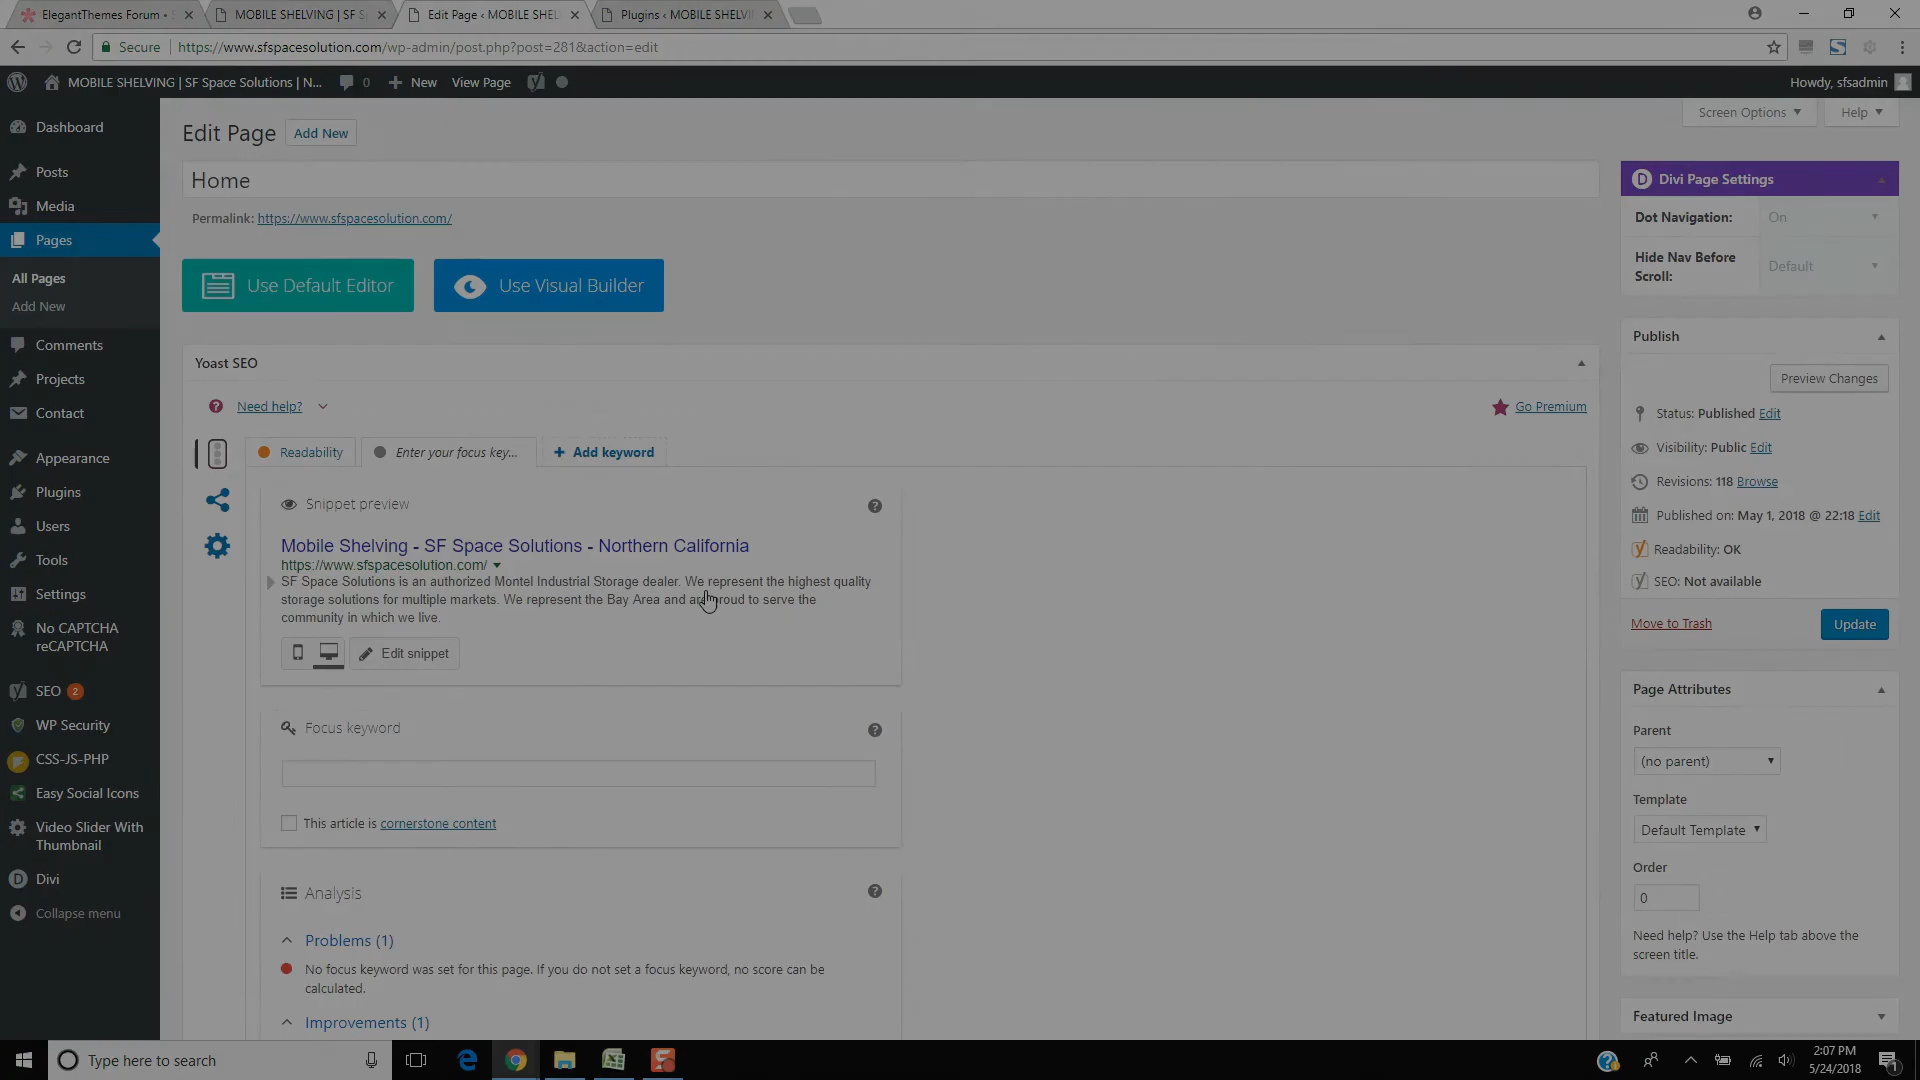 ElegantThemes Forum •
MOBILE SHELVING | SF S
Edit Page ‹ MOBILE SHEL
Plugins ‹ MOBILE SHELVI
Secure
https://www.sfspacesolution.com/wp-admin/post.php?post=281&action=edit
MOBILE SHELVING | SF Space Solutions | N...
0
New
View Page
Howdy, sfsadmin
Dashboard
Posts
Media
Pages
All Pages
Add New
Comments
Projects
Contact
Appearance
Plugins
Users
Tools
Settings
No CAPTCHA
reCAPTCHA
SEO 2
WP Security
CSS-JS-PHP
Easy Social Icons
Video Slider With
Thumbnail
Divi
Collapse menu
Screen Options
Help
Edit Page
Add New
Home
Permalink: https://www.sfspacesolution.com/
Use Default Editor
Use Visual Builder
Yoast SEO
Need help?
Go Premium
Readability
Enter your focus key...
+ Add keyword
Snippet preview
Mobile Shelving - SF Space Solutions - Northern California
https://www.sfspacesolution.com/
SF Space Solutions is an authorized Montel Industrial Storage dealer. We represent the highest quality
storage solutions for multiple markets. We represent the Bay Area and are proud to serve the
community in which we live.
Edit snippet
Focus keyword
This article is cornerstone content
Analysis
Problems (1)
No focus keyword was set for this page. If you do not set a focus keyword, no score can be
calculated.
Improvements (1)
Divi Page Settings
Dot Navigation:
On
Hide Nav Before
Scroll:
Default
Publish
Preview Changes
Status: Published Edit
Visibility: Public Edit
Revisions: 118 Browse
Published on: May 1, 2018 @ 22:18 Edit
Readability: OK
SEO: Not available
Move to Trash
Update
Page Attributes
Parent
(no parent)
Template
Default Template
Order
0
Need help? Use the Help tab above the
screen title.
Featured Image
Type here to search
2:07 PM
5/24/2018
1